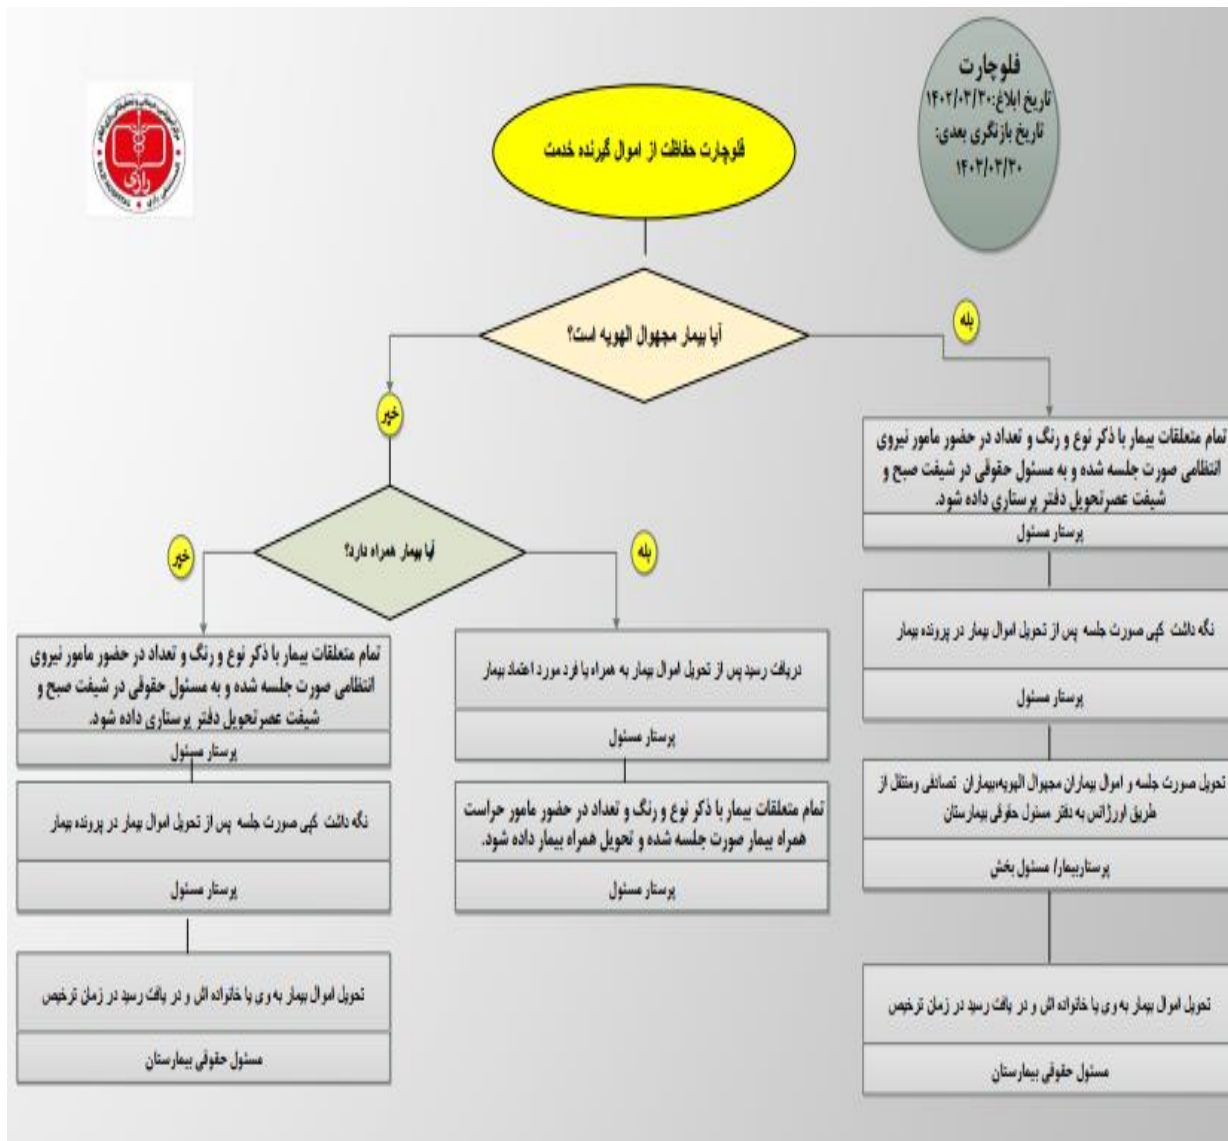 فلوچارت
تاریخ ابلاغ:۱۴۰۲/۰۳/۳۰
تاریخ بازنگری بعدی:
۱۴۰۳/۰۳/۳۰
رازی
RAZI HOSPITAL
فلوچارت حفاظت از اموال گیرنده خدمت
آیا بیمار مجهوال الهویه است؟
بله
خیر
تمام متعلقات بیمار با ذکر نوع و رنگ و تعداد در حضور مامور نیروی
انتظامی صورت جلسه شده و به مسئول حقوقی در شیفت صبح و
شیفت عصرتحویل دفتر پرستاری داده شود.
پرستار مسئول
نگه داشت کپی صورت جلسه پس از تحویل اموال بیمار در پرونده بیمار
پرستار مسئول
تحویل صورت جلسه و اموال بیماران مجهوال الهویه،بیماران تصادفی ومنتقل از
طریق اورژانس به دفتر مسئول حقوقی بیمارستان
پرستاربیمار/ مسئول بخش
تحویل اموال بیمار به وی یا خانواده اش و در یافت رسید در زمان ترخیص
مسئول حقوقی بیمارستان
آیا بیمار همراه دارد؟
بله
خیر
دریافت رسید پس از تحویل اموال بیمار به همراه یا فرد مورد اعتماد بیمار
پرستار مسئول
تمام متعلقات بیمار با ذکر نوع و رنگ و تعداد در حضور مامور حراست
همراه بیمار صورت جلسه شده و تحویل همراه بیمار داده شود.
پرستار مسئول
تمام متعلقات بیمار با ذکر نوع و رنگ و تعداد در حضور مامور نیروی
انتظامی صورت جلسه شده و به مسئول حقوقی در شیفت صبح و
شیفت عصرتحویل دفتر پرستاری داده شود.
پرستار مسئول
نگه داشت کپی صورت جلسه پس از تحویل اموال بیمار در پرونده بیمار
پرستار مسئول
تحویل اموال بیمار به وی یا خانواده اش و در یافت رسید در زمان ترخیص
مسئول حقوقی بیمارستان